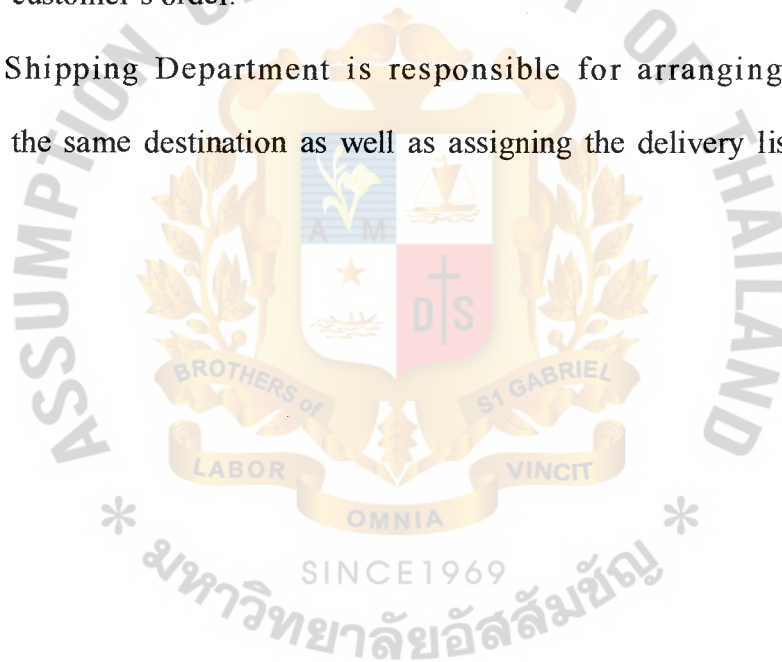 customer's order.
Shipping Department is responsible for arranging
the same destination as well as assigning the delivery lis
ASSUMPTION
OF THAILAND
A M
D S
BROTHERS of
S1 GABRIEL
LABOR
VINCIT
OMNIA
SINCE1969
* มหาวิทยาลัยอัสสัมชัญ *